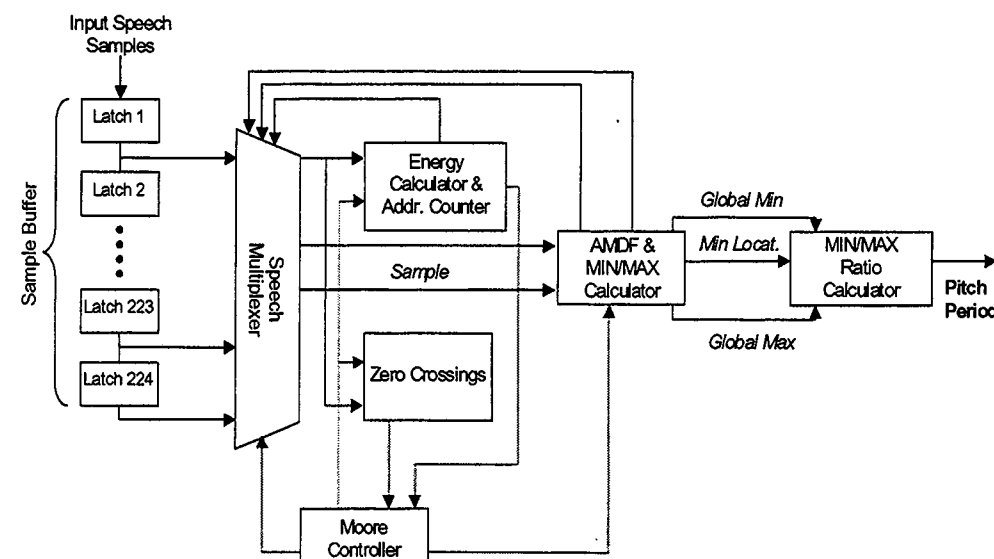 Input Speech
Samples
Sample Buffer
Latch 1
Latch 2
Latch 223
Latch 224
Speech
Multiplexer
Energy
Calculator &
Addr. Counter
Sample
Zero Crossings
Moore
Controller
AMDF &
MIN/MAX
Calculator
Global Min
Min Locat.
Global Max
MIN/MAX
Ratio
Calculator
Pitch
Period